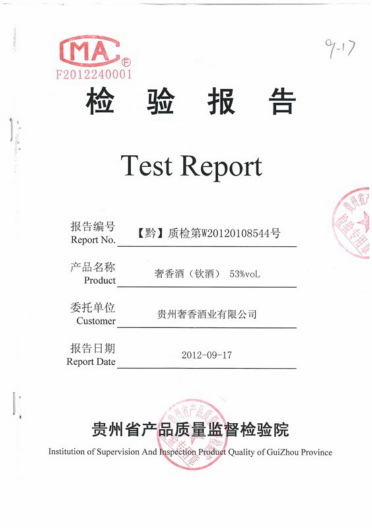 MA
F2012240001
9-17
检验报告
Test Report
报告编号 【黔】质检第W20120108544号
Report No.
产品名称 奢香酒（钦酒） 53%voL
Product
委托单位 贵州奢香酒业有限公司
Customer
报告日期 2012-09-17
Report Date
贵州省产品质量监督检验院
Institution of Supervision And Inspection Product Quality of GuiZhou Province